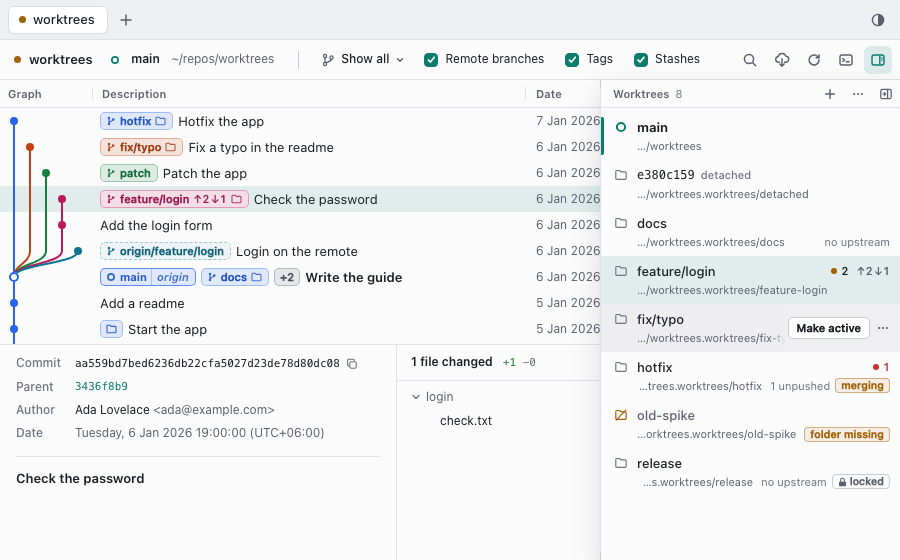 worktrees
worktrees main ~/repos/worktrees Show all Remote branches Tags Stashes
Graph Description Date
hotfix Hotfix the app 7 Jan 2026
fix/typo Fix a typo in the readme 6 Jan 2026
patch Patch the app 6 Jan 2026
feature/login ↑2↓1 Check the password 6 Jan 2026
Add the login form 6 Jan 2026
origin/feature/login Login on the remote 6 Jan 2026
main origin docs +2 Write the guide 6 Jan 2026
Add a readme 5 Jan 2026
Start the app 5 Jan 2026
Commit aa559bd7bed6236db22cfa5027d23de78d80dc08
Parent 3436f8b9
Author Ada Lovelace <ada@example.com>
Date Tuesday, 6 Jan 2026 19:00:00 (UTC+06:00)
Check the password
1 file changed +1 −0
login
check.txt
Worktrees 8
main
.../worktrees
e380c159 detached
.../worktrees.worktrees/detached
docs
.../worktrees.worktrees/docs no upstream
feature/login 2 ↑2↓1
.../worktrees.worktrees/feature-login
fix/typo
.../worktrees.worktrees/fix-ty Make active
hotfix 1
...trees.worktrees/hotfix 1 unpushed merging
old-spike
...orktrees.worktrees/old-spike folder missing
release
...s.worktrees/release no upstream locked